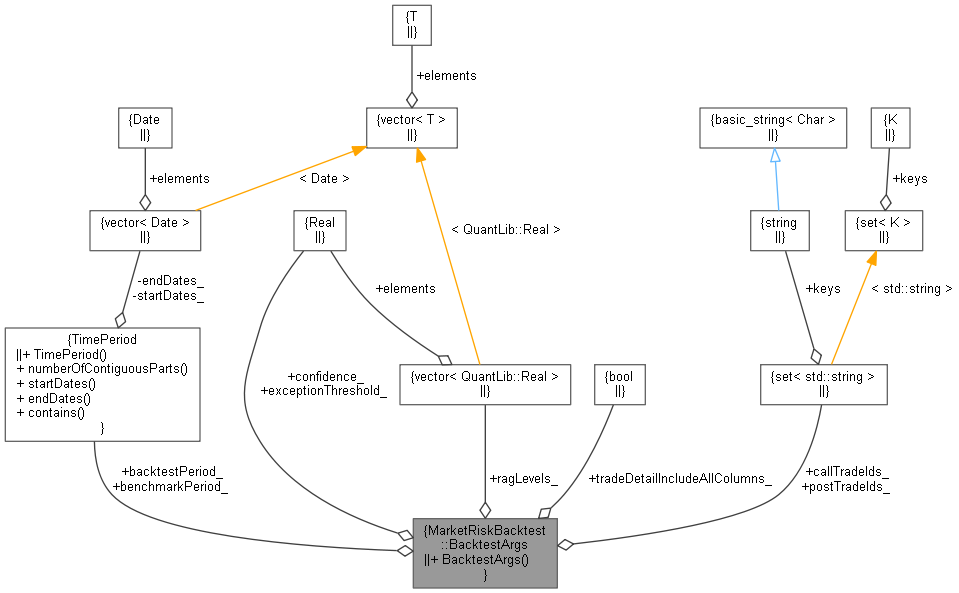 {T
||}
+elements
{Date
||}
{vector< T >
||}
{basic_string< Char >
||}
{K
||}
+elements
< Date >
+keys
{vector< Date >
||}
{Real
||}
< QuantLib::Real >
{string
||}
{set< K >
||}
-endDates_
-startDates_
+elements
+keys
< std::string >
{TimePeriod
||+ TimePeriod()
+ numberOfContiguousParts()
+ startDates()
+ endDates()
+ contains()
}
+confidence_
+exceptionThreshold_
{vector< QuantLib::Real >
||}
{bool
||}
{set< std::string >
||}
+backtestPeriod_
+benchmarkPeriod_
+ragLevels_
+tradeDetailIncludeAllColumns_
+callTradeIds_
+postTradeIds_
{MarketRiskBacktest
::BacktestArgs
||+ BacktestArgs()
}